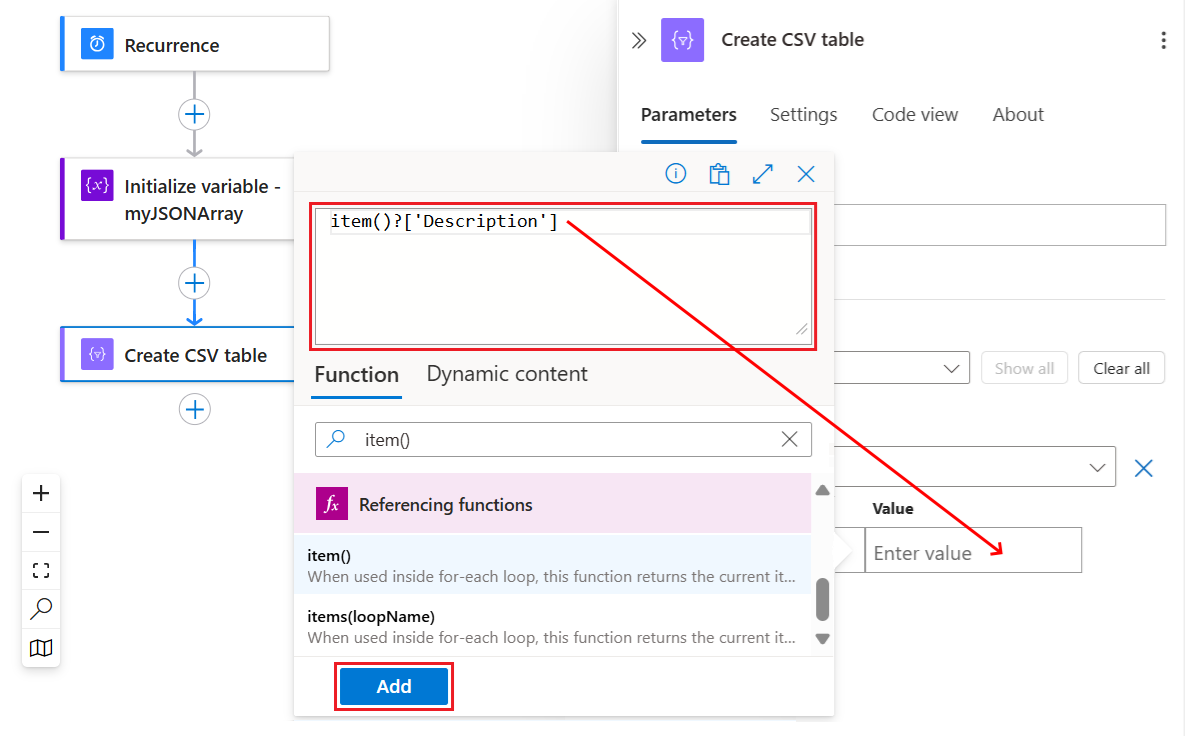 Recurrence
Initialize variable -
myJSONArray
Create CSV table
Create CSV table
Parameters
Settings
Code view
About
item()?['Description']
Function
Dynamic content
item()
Show all
Clear all
fx
Referencing functions
item()
When used inside for-each loop, this function returns the current it...
items(loopName)
When used inside for-each loop, this function returns the current it...
Add
Value
Enter value